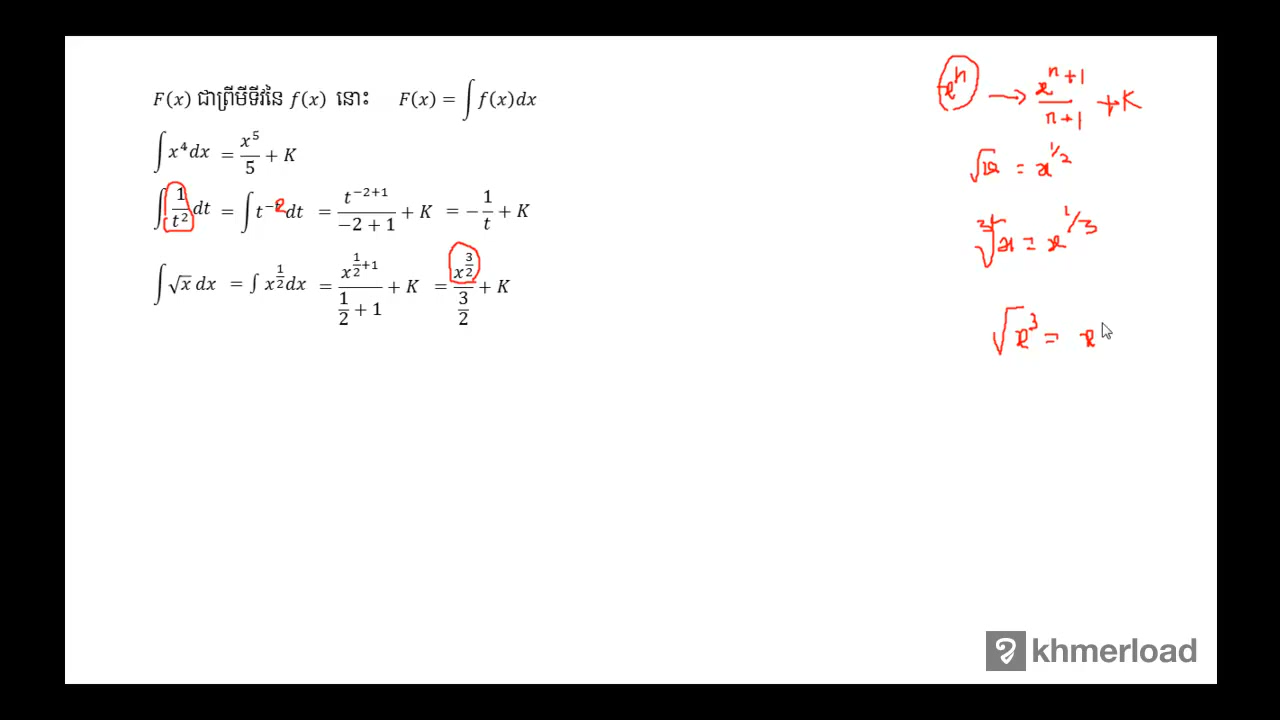 F(x) ជាព្រីមីទីវនៃ f(x) នោះ F(x) = ∫ f(x)dx
∫ x⁴dx = x⁵/5 + K
∫ 1/t² dt = ∫ t⁻²dt = t⁻²⁺¹/(−2 + 1) + K = −1/t + K
∫ √x dx = ∫ x^(1/2) dx = x^(1/2+1)/(1/2 + 1) + K = x^(3/2)/(3/2) + K
xⁿ → xⁿ⁺¹/(n+1) + K
√x = x^1/2
∛x = x^1/3
√x³ = x
khmerload